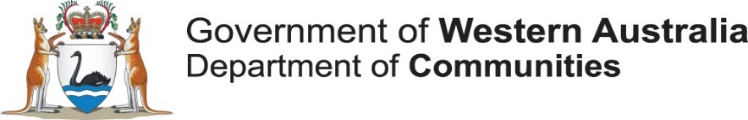 Government of Western Australia
Department of Communities